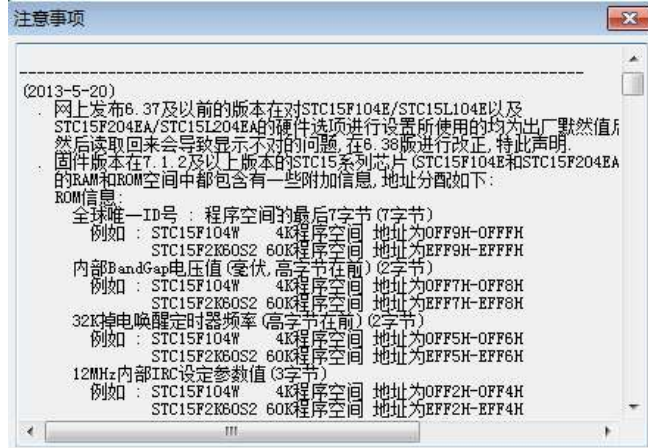 注意事项
------------------------------------------------------------------
(2013-5-20)
. 网上发布6.37及以前的版本在对STC15F104E/STC15L104E以及
STC15F204EA/STC15L204EA的硬件选项进行设置所使用的均为出厂默然值,
然后读取回来会导致显示不对的问题,在6.38版进行改正,特此声明.
. 固件版本在7.1.2及以上版本的STC15系列芯片(STC15F104E和STC15F204EA
的RAM和ROM空间中都包含有一些附加信息,地址分配如下:
ROM信息:
全球唯一ID号 : 程序空间的最后7字节(7字节)
例如 : STC15F104W 4K程序空间 地址为0FF9H-0FFFH
STC15F2K60S2 60K程序空间 地址为EFF9H-EFFFH
内部BandGap电压值(毫伏,高字节在前)(2字节)
例如 : STC15F104W 4K程序空间 地址为0FF7H-0FF8H
STC15F2K60S2 60K程序空间 地址为EFF7H-EFF8H
32K掉电唤醒定时器频率(高字节在前)(2字节)
例如 : STC15F104W 4K程序空间 地址为0FF5H-0FF6H
STC15F2K60S2 60K程序空间 地址为EFF5H-EFF6H
12MHz内部IRC设定参数值(3字节)
例如 : STC15F104W 4K程序空间 地址为0FF2H-0FF4H
STC15F2K60S2 60K程序空间 地址为EFF2H-EFF4H